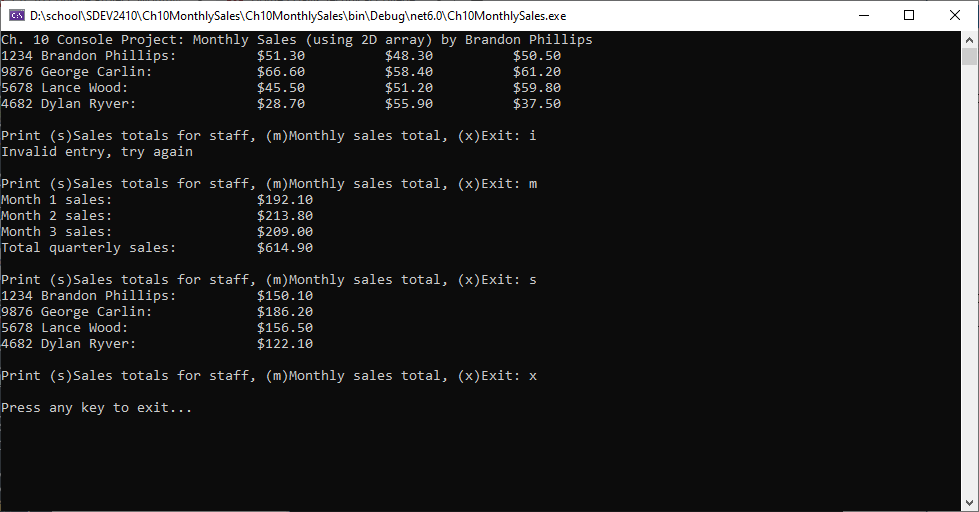 D:\school\SDEV2410\Ch10MonthlySales\Ch10MonthlySales\bin\Debug\net6.0\Ch10MonthlySales.exe
Ch. 10 Console Project: Monthly Sales (using 2D array) by Brandon Phillips
1234 Brandon Phillips: $51.30 $48.30 $50.50
9876 George Carlin: $66.60 $58.40 $61.20
5678 Lance Wood: $45.50 $51.20 $59.80
4682 Dylan Ryver: $28.70 $55.90 $37.50
Print (s)Sales totals for staff, (m)Monthly sales total, (x)Exit: i
Invalid entry, try again
Print (s)Sales totals for staff, (m)Monthly sales total, (x)Exit: m
Month 1 sales: $192.10
Month 2 sales: $213.80
Month 3 sales: $209.00
Total quarterly sales: $614.90
Print (s)Sales totals for staff, (m)Monthly sales total, (x)Exit: s
1234 Brandon Phillips: $150.10
9876 George Carlin: $186.20
5678 Lance Wood: $156.50
4682 Dylan Ryver: $122.10
Print (s)Sales totals for staff, (m)Monthly sales total, (x)Exit: x
Press any key to exit...